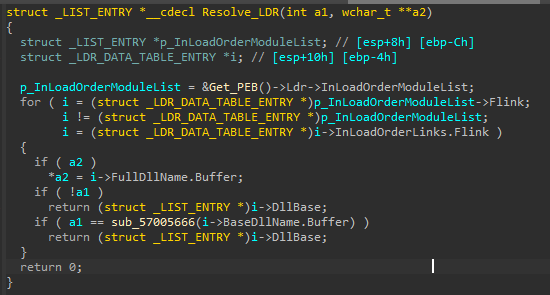 struct _LIST_ENTRY *__cdecl Resolve_LDR(int a1, wchar_t **a2)
{
  struct _LIST_ENTRY *p_InLoadOrderModuleList; // [esp+8h] [ebp-Ch]
  struct _LDR_DATA_TABLE_ENTRY *i; // [esp+10h] [ebp-4h]

  p_InLoadOrderModuleList = &Get_PEB()->Ldr->InLoadOrderModuleList;
  for ( i = (struct _LDR_DATA_TABLE_ENTRY *)p_InLoadOrderModuleList->Flink;
        i != (struct _LDR_DATA_TABLE_ENTRY *)p_InLoadOrderModuleList;
        i = (struct _LDR_DATA_TABLE_ENTRY *)i->InLoadOrderLinks.Flink )
  {
    if ( a2 )
      *a2 = i->FullDllName.Buffer;
    if ( !a1 )
      return (struct _LIST_ENTRY *)i->DllBase;
    if ( a1 == sub_57005666(i->BaseDllName.Buffer) )
      return (struct _LIST_ENTRY *)i->DllBase;
  }
  return 0;
}